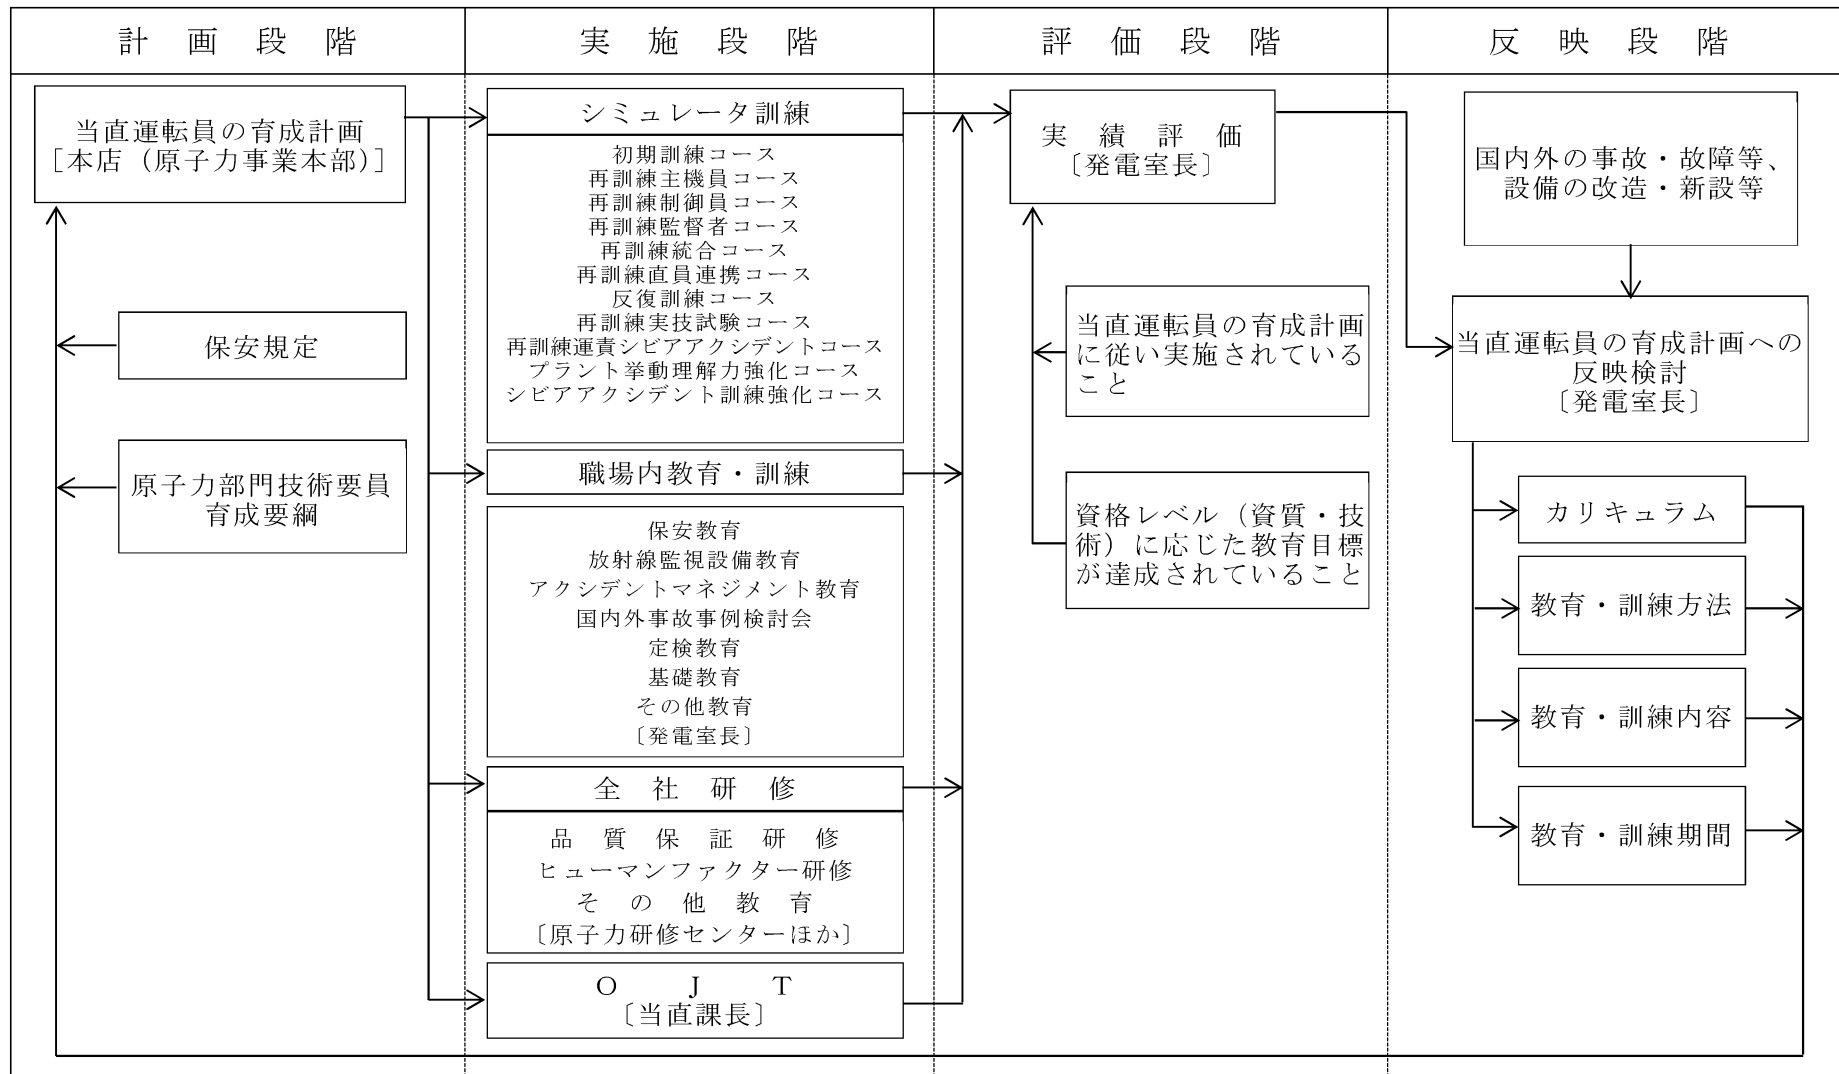 計画段階
実施段階
評価段階
反映段階
当直運転員の育成計画
［本店（原子力事業本部）］
保安規定
原子力部門技術要員
育成要綱
シミュレータ訓練
初期訓練コース
再訓練主機員コース
再訓練制御員コース
再訓練監督者コース
再訓練統合コース
再訓練直員連携コース
反復訓練コース
再訓練実技試験コース
再訓練運責シビアアクシデントコース
プラント挙動理解力強化コース
シビアアクシデント訓練強化コース
職場内教育・訓練
保安教育
放射線監視設備教育
アクシデントマネジメント教育
国内外事故事例検討会
定検教育
基礎教育
その他教育
〔発電室長〕
全社研修
品質保証研修
ヒューマンファクター研修
その他教育
〔原子力研修センターほか〕
OJT
〔当直課長〕
実績評価
〔発電室長〕
当直運転員の育成計画
に従い実施されている
こと
資格レベル（資質・技
術）に応じた教育目標
が達成されていること
国内外の事故・故障等、
設備の改造・新設等
当直運転員の育成計画への
反映検討
〔発電室長〕
カリキュラム
教育・訓練方法
教育・訓練内容
教育・訓練期間